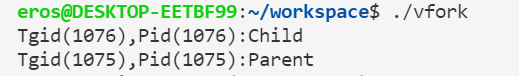 eros@DESKTOP-EETBF99:~/workspace$ ./vfork
Tgid(1076),Pid(1076):Child
Tgid(1075),Pid(1075):Parent